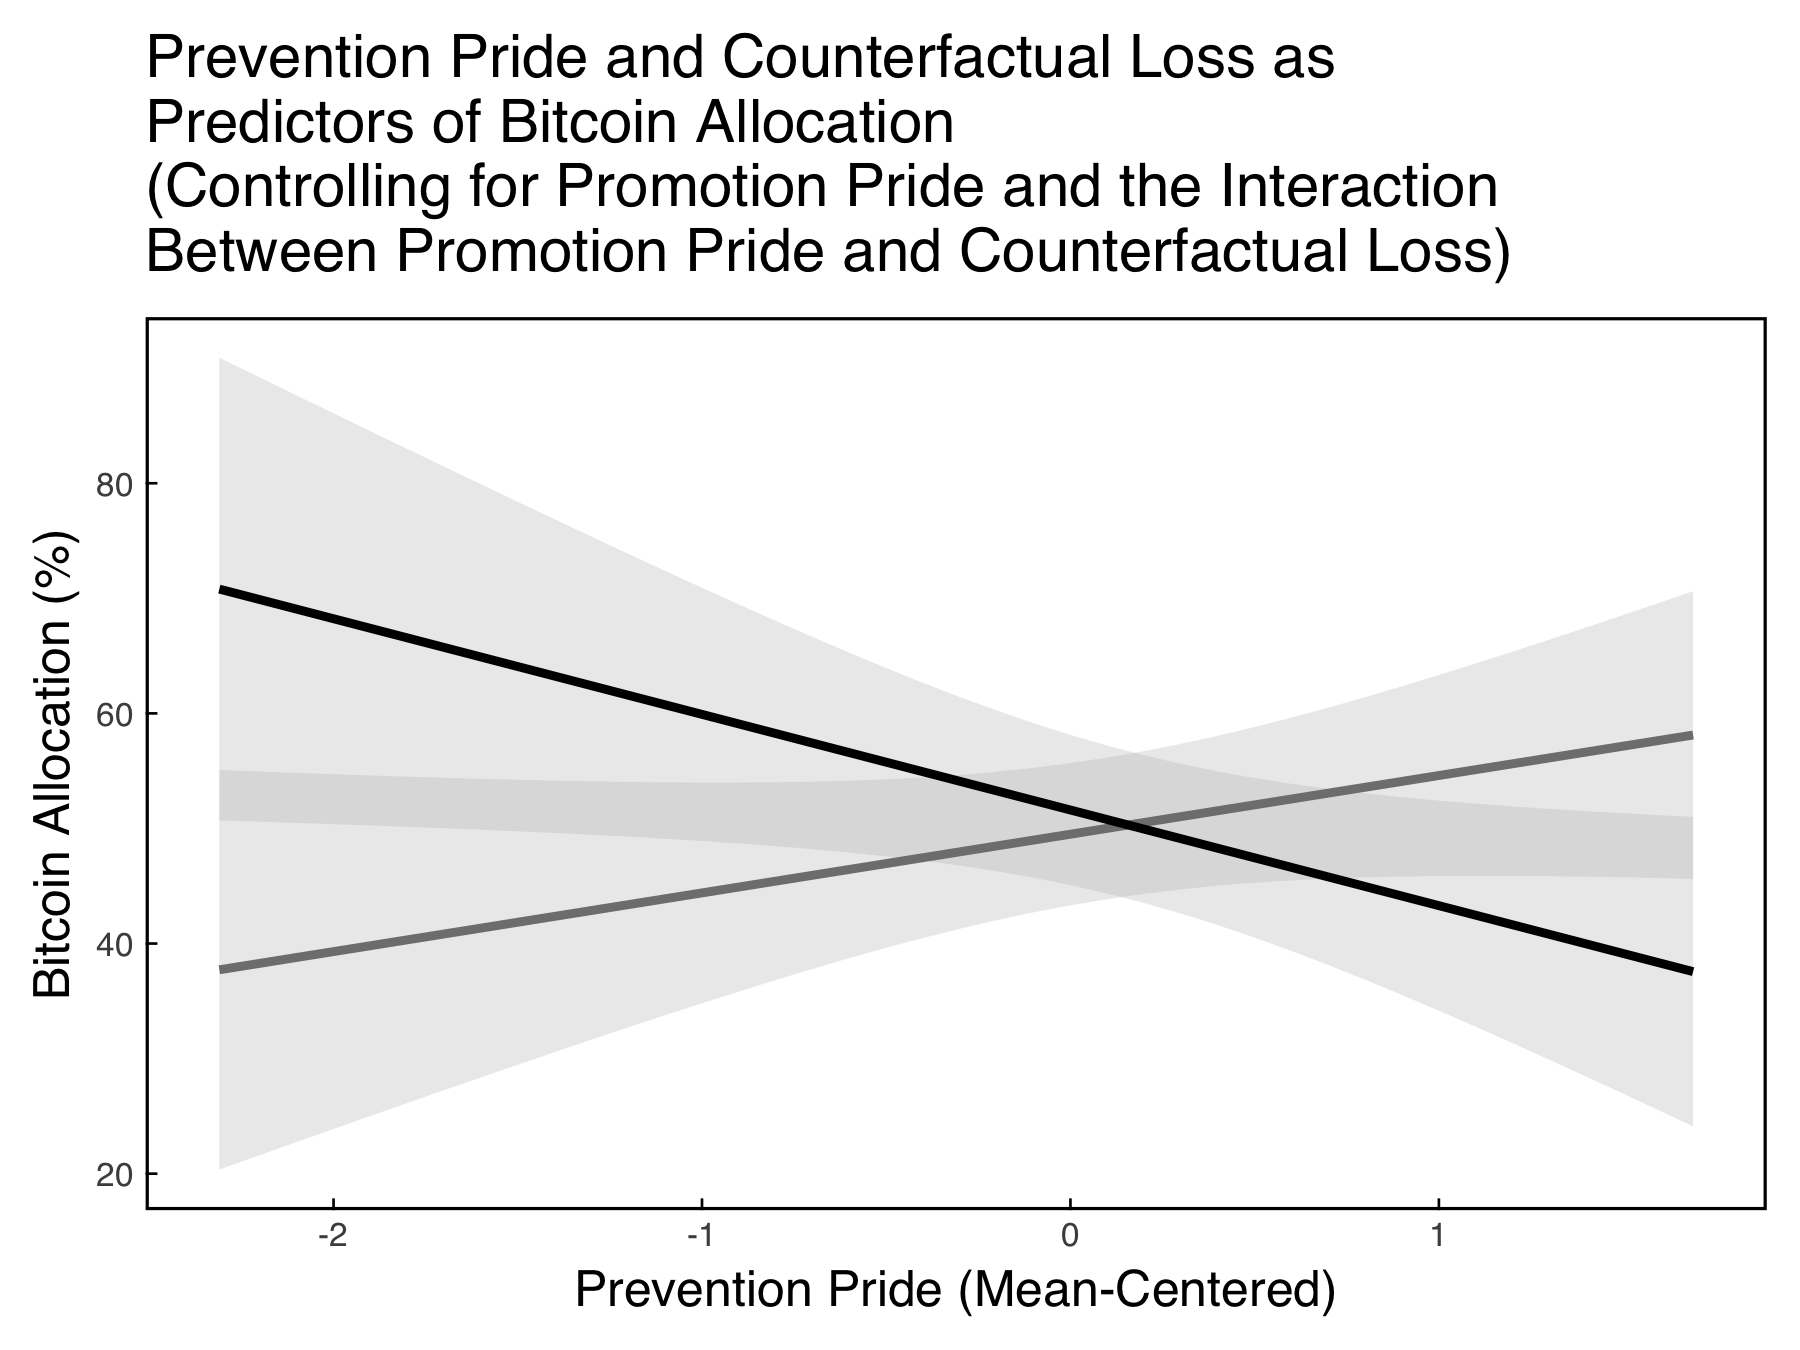 Prevention Pride and Counterfactual Loss as
Predictors of Bitcoin Allocation
(Controlling for Promotion Pride and the Interaction
Between Promotion Pride and Counterfactual Loss)
Bitcoin Allocation (%)
80
60
40
20
-2
-1
0
1
Prevention Pride (Mean-Centered)